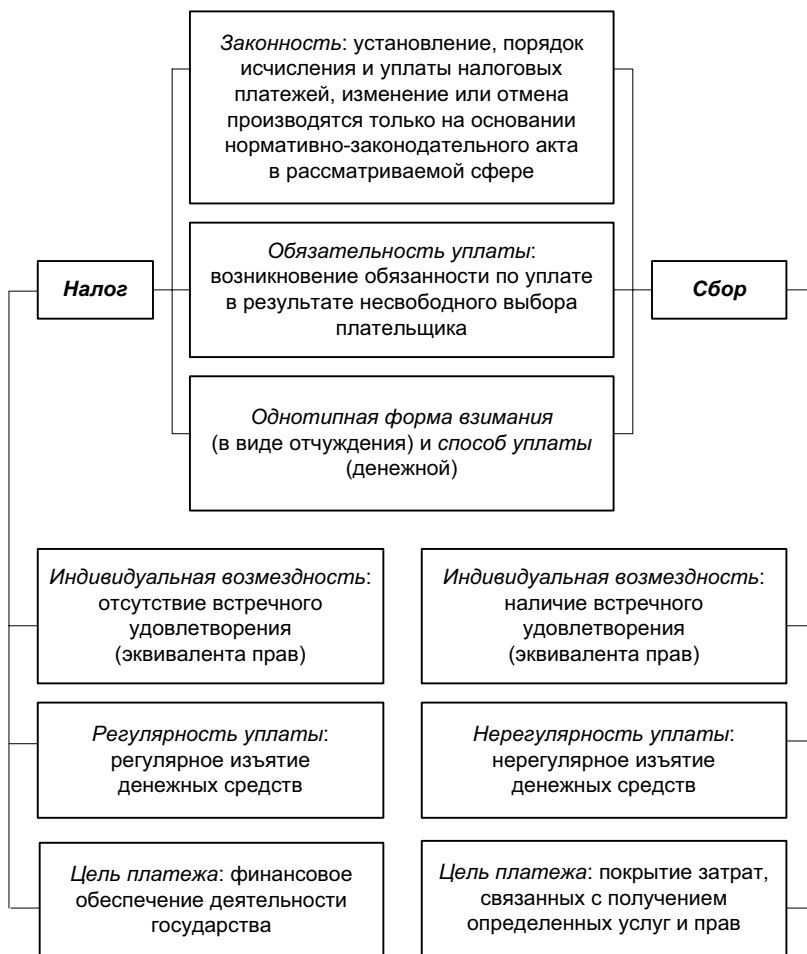 Законность: установление, порядок
исчисления и уплаты налоговых
платежей, изменение или отмена
производятся только на основании
нормативно-законодательного акта
в рассматриваемой сфере
Налог
Обязательность уплаты:
возникновение обязанности по уплате
в результате несвободного выбора
плательщика
Сбор
Однотипная форма взимания
(в виде отчуждения) и способ уплаты
(денежной)
Индивидуальная возмездность:
отсутствие встречного
удовлетворения
(эквивалента прав)
Индивидуальная возмездность:
наличие встречного
удовлетворения
(эквивалента прав)
Регулярность уплаты:
регулярное изъятие
денежных средств
Нерегулярность уплаты:
нерегулярное изъятие
денежных средств
Цель платежа: финансовое
обеспечение деятельности
государства
Цель платежа: покрытие затрат,
связанных с получением
определенных услуг и прав